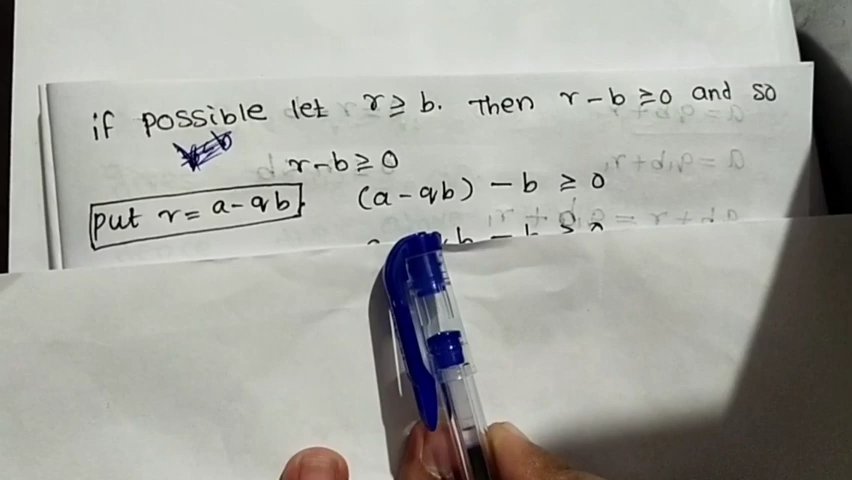 if possible let r ≥ b. Then r - b ≥ 0 and so
r - b ≥ 0
put r = a - qb (a - qb) - b ≥ 0